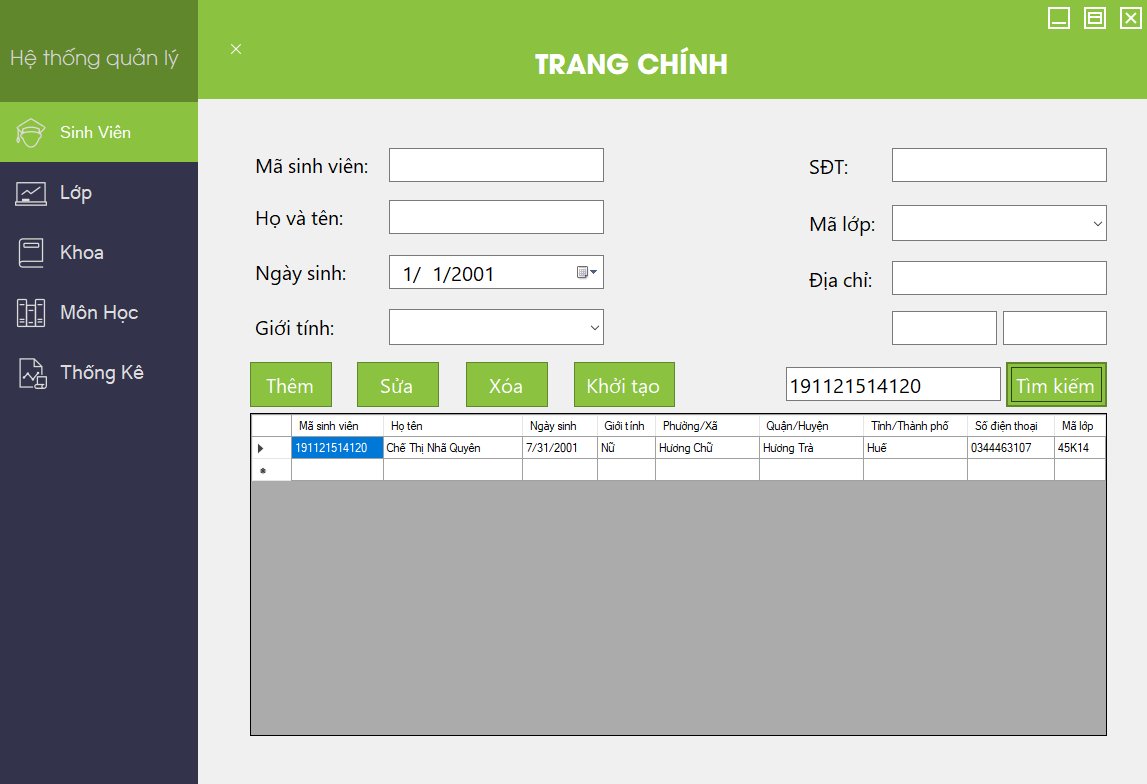 Hệ thống quản lý
TRANG CHÍNH
Sinh Viên
Lớp
Khoa
Môn Học
Thống Kê
Mã sinh viên:
SĐT:
Họ và tên:
Mã lớp:
Ngày sinh: 1/ 1/2001
Địa chỉ:
Giới tính:
Thêm Sửa Xóa Khởi tạo 191121514120 Tìm kiếm
Mã sinh viên Họ tên Ngày sinh Giới tính Phường/Xã Quận/Huyện Tỉnh/Thành phố Số điện thoại Mã lớp
191121514120 Chế Thị Nhã Quyên 7/31/2001 Nữ Hương Chữ Hương Trà Huế 0344463107 45K14